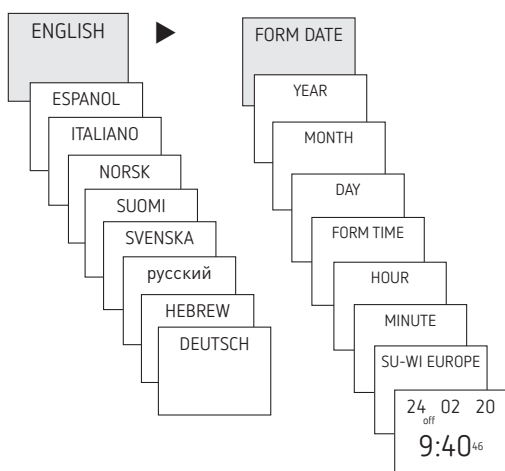 ENGLISH
ESPANOL
ITALIANO
NORSK
SUOMI
SVENSKA
русский
HEBREW
DEUTSCH
FORM DATE
YEAR
MONTH
DAY
FORM TIME
HOUR
MINUTE
SU-WI EUROPE
24 02 20
off
9:40 46